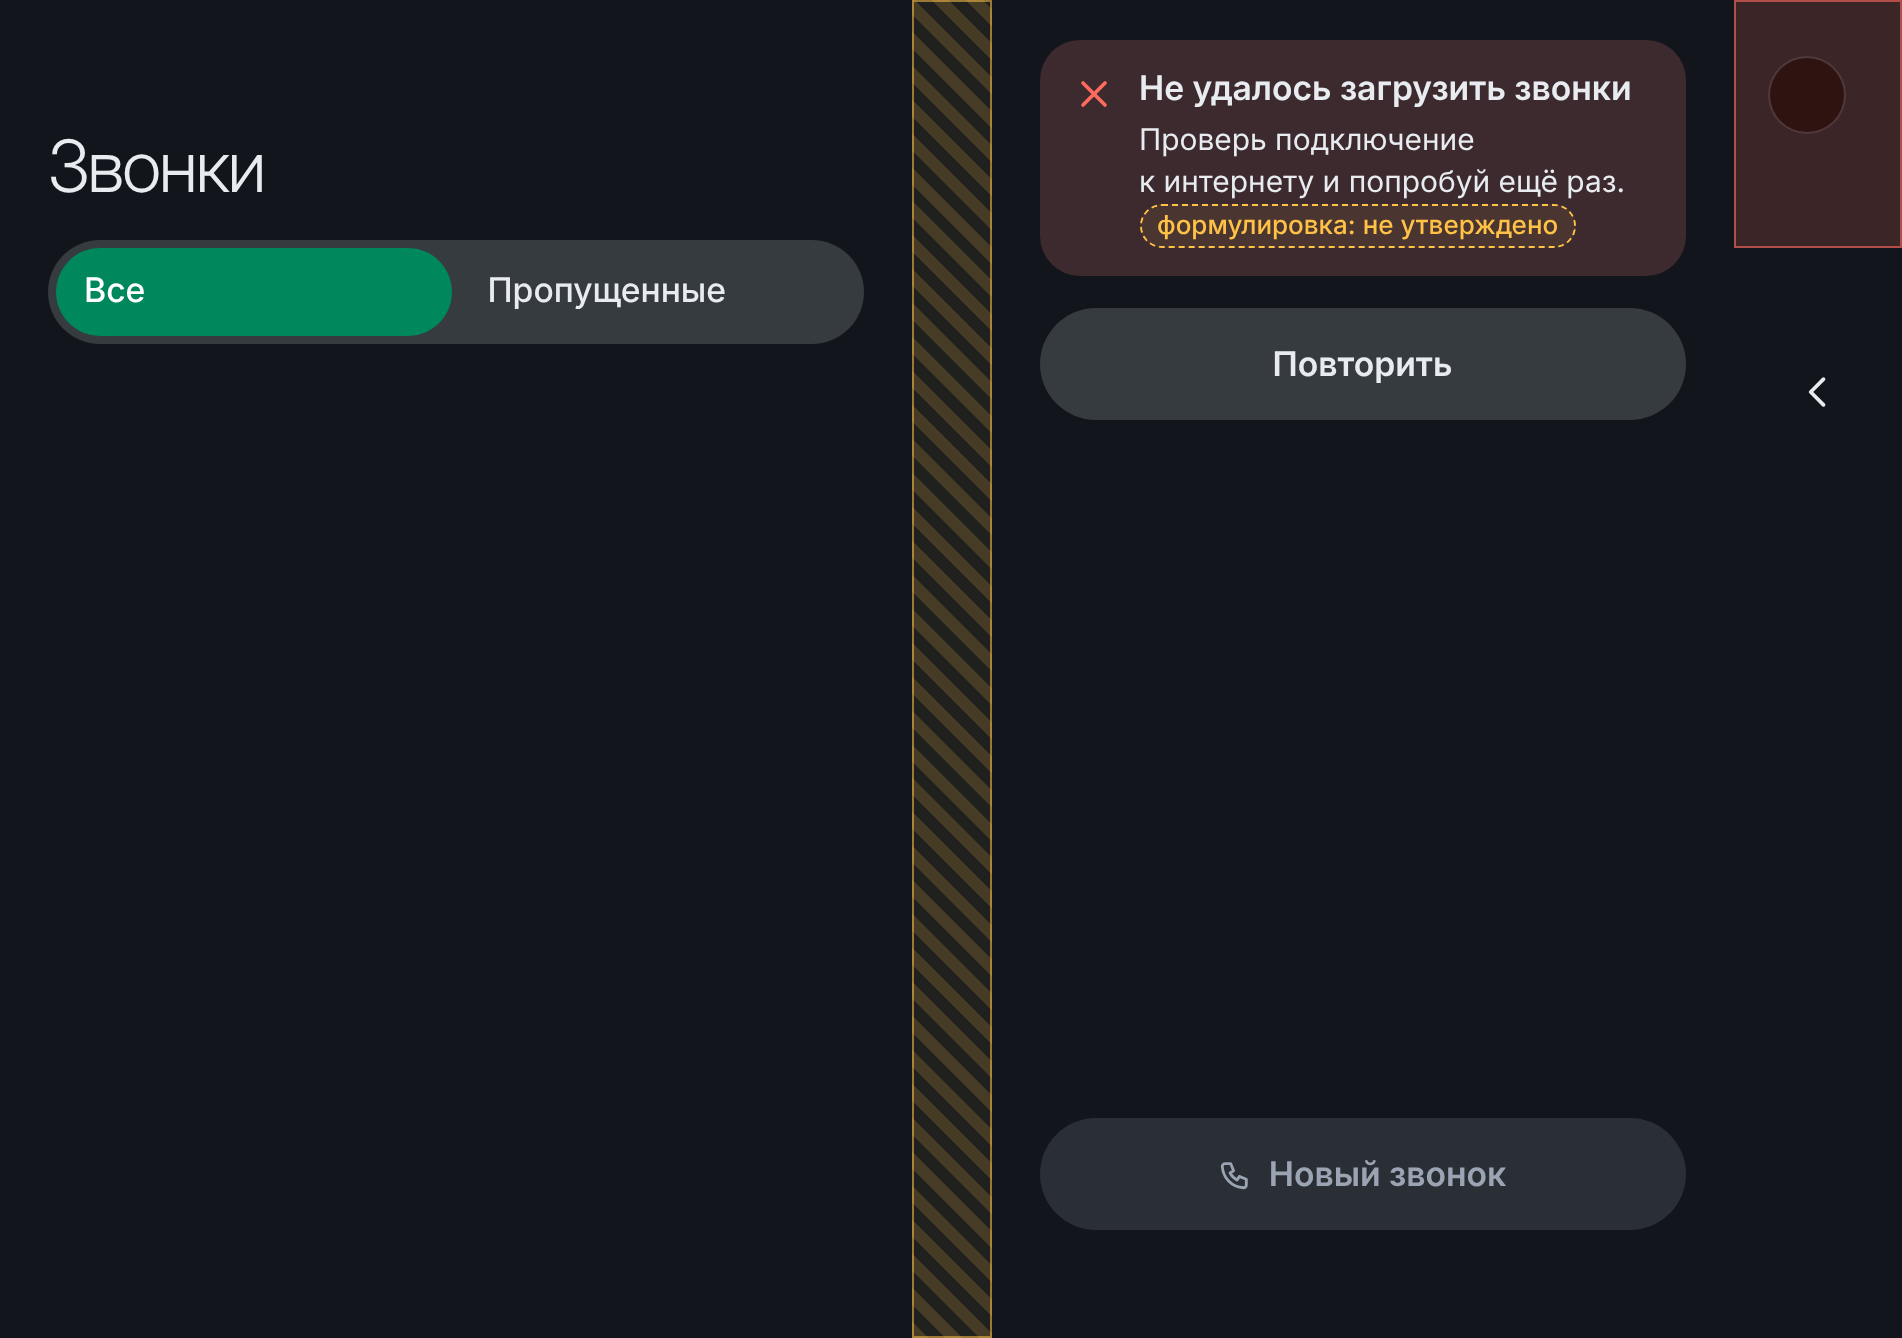 Звонки
Все
Пропущенные
Не удалось загрузить звонки
Проверь подключение
к интернету и попробуй ещё раз.
формулировка: не утверждено
Повторить
Новый звонок